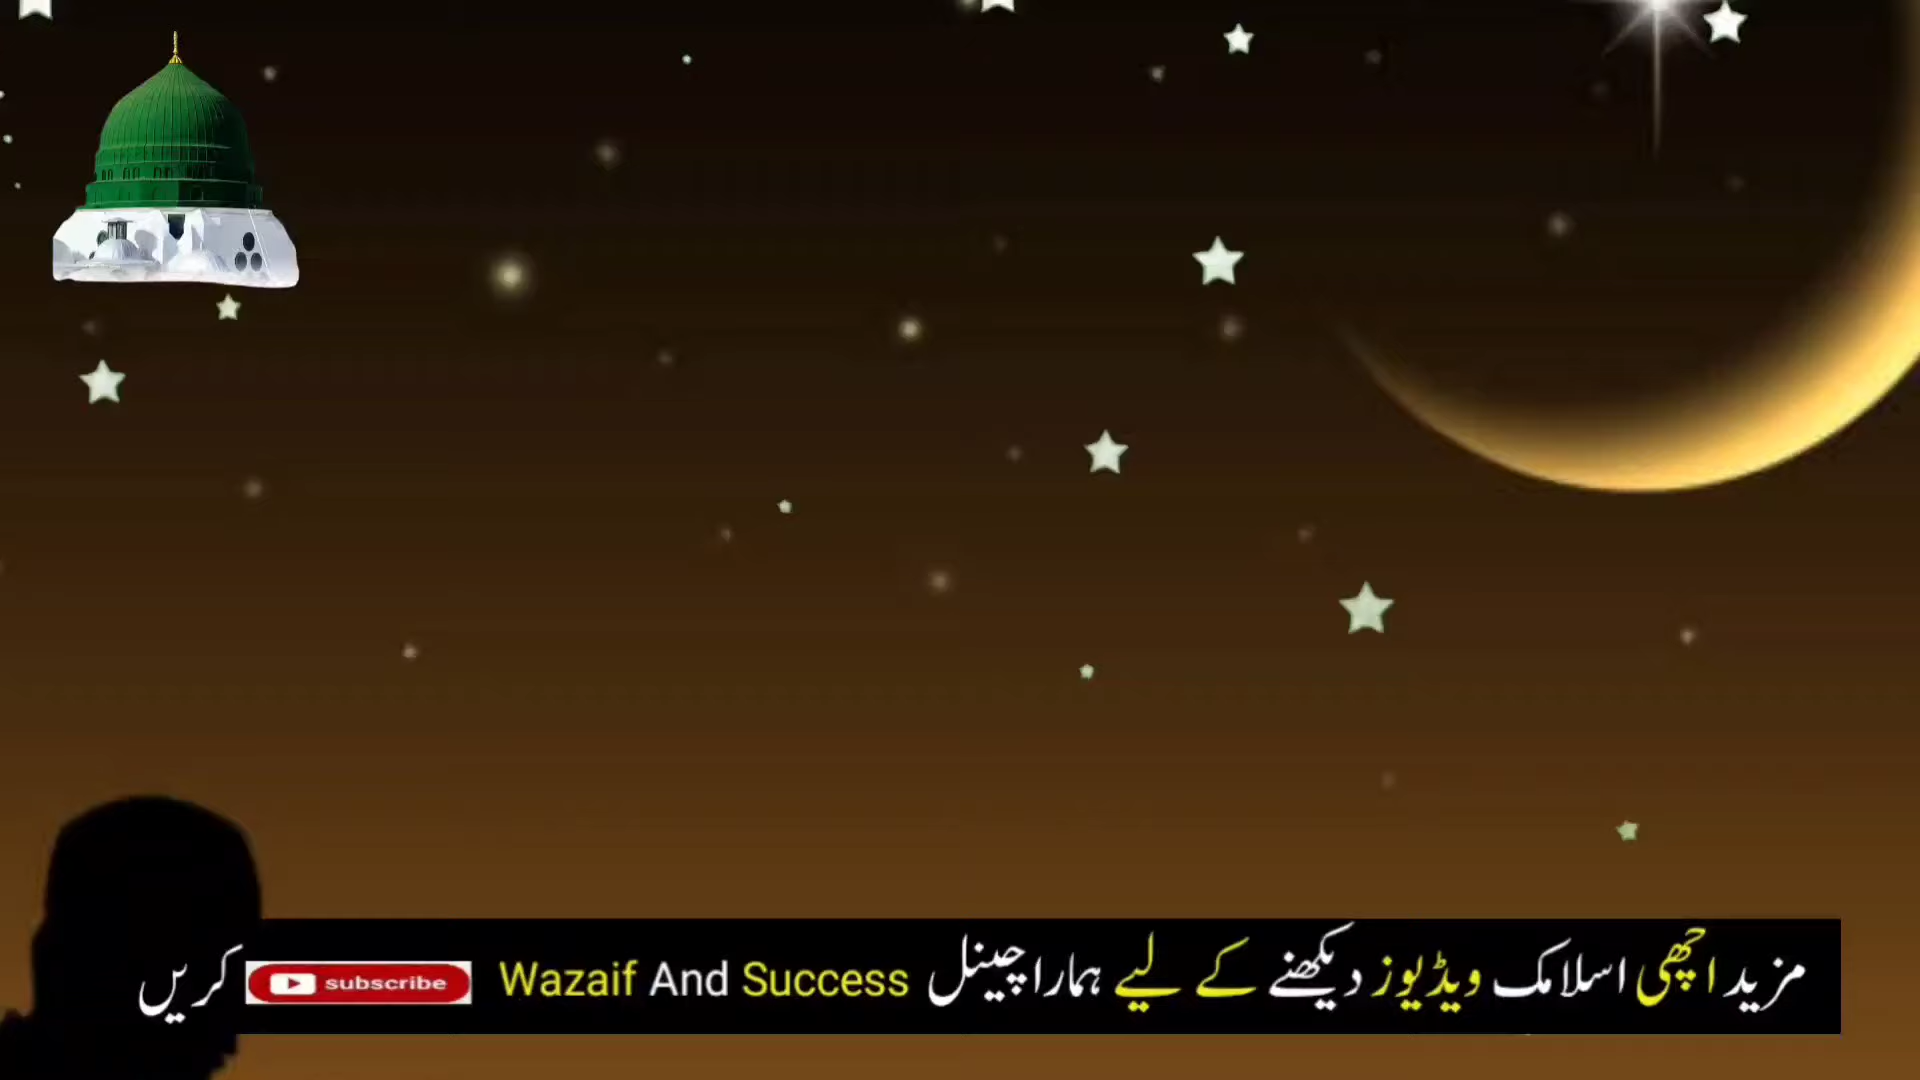 مزید اچھی اسلامک ویڈیوز دیکھنے کے لیے ہمارا چینل Wazaif And Success subscribe کریں